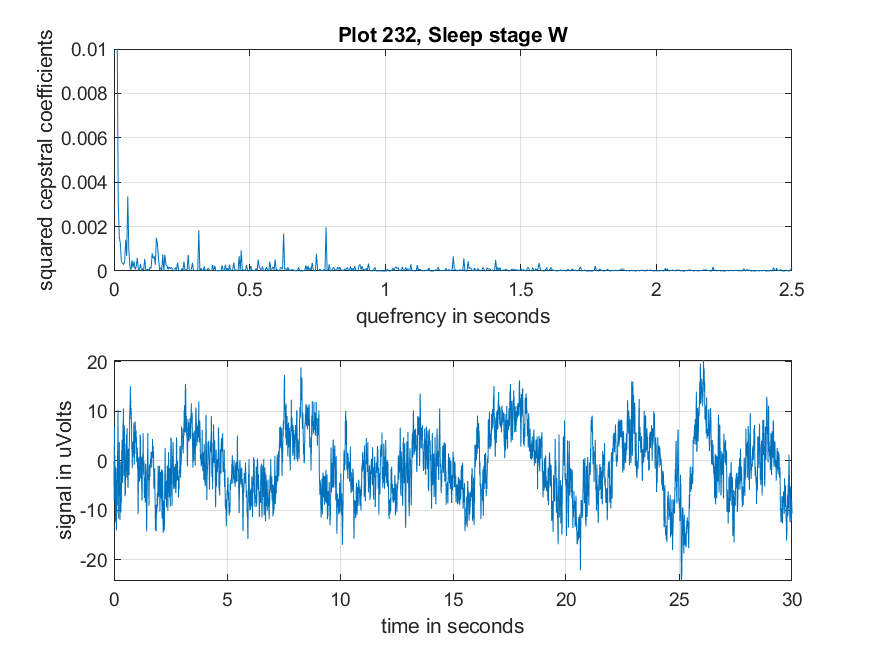 Plot 232, Sleep stage W
squared cepstral coefficients
0.01
0.008
0.006
0.004
0.002
0
0 0.5 1 1.5 2 2.5
quefrency in seconds
signal in uVolts
20
10
0
-10
-20
0 5 10 15 20 25 30
time in seconds